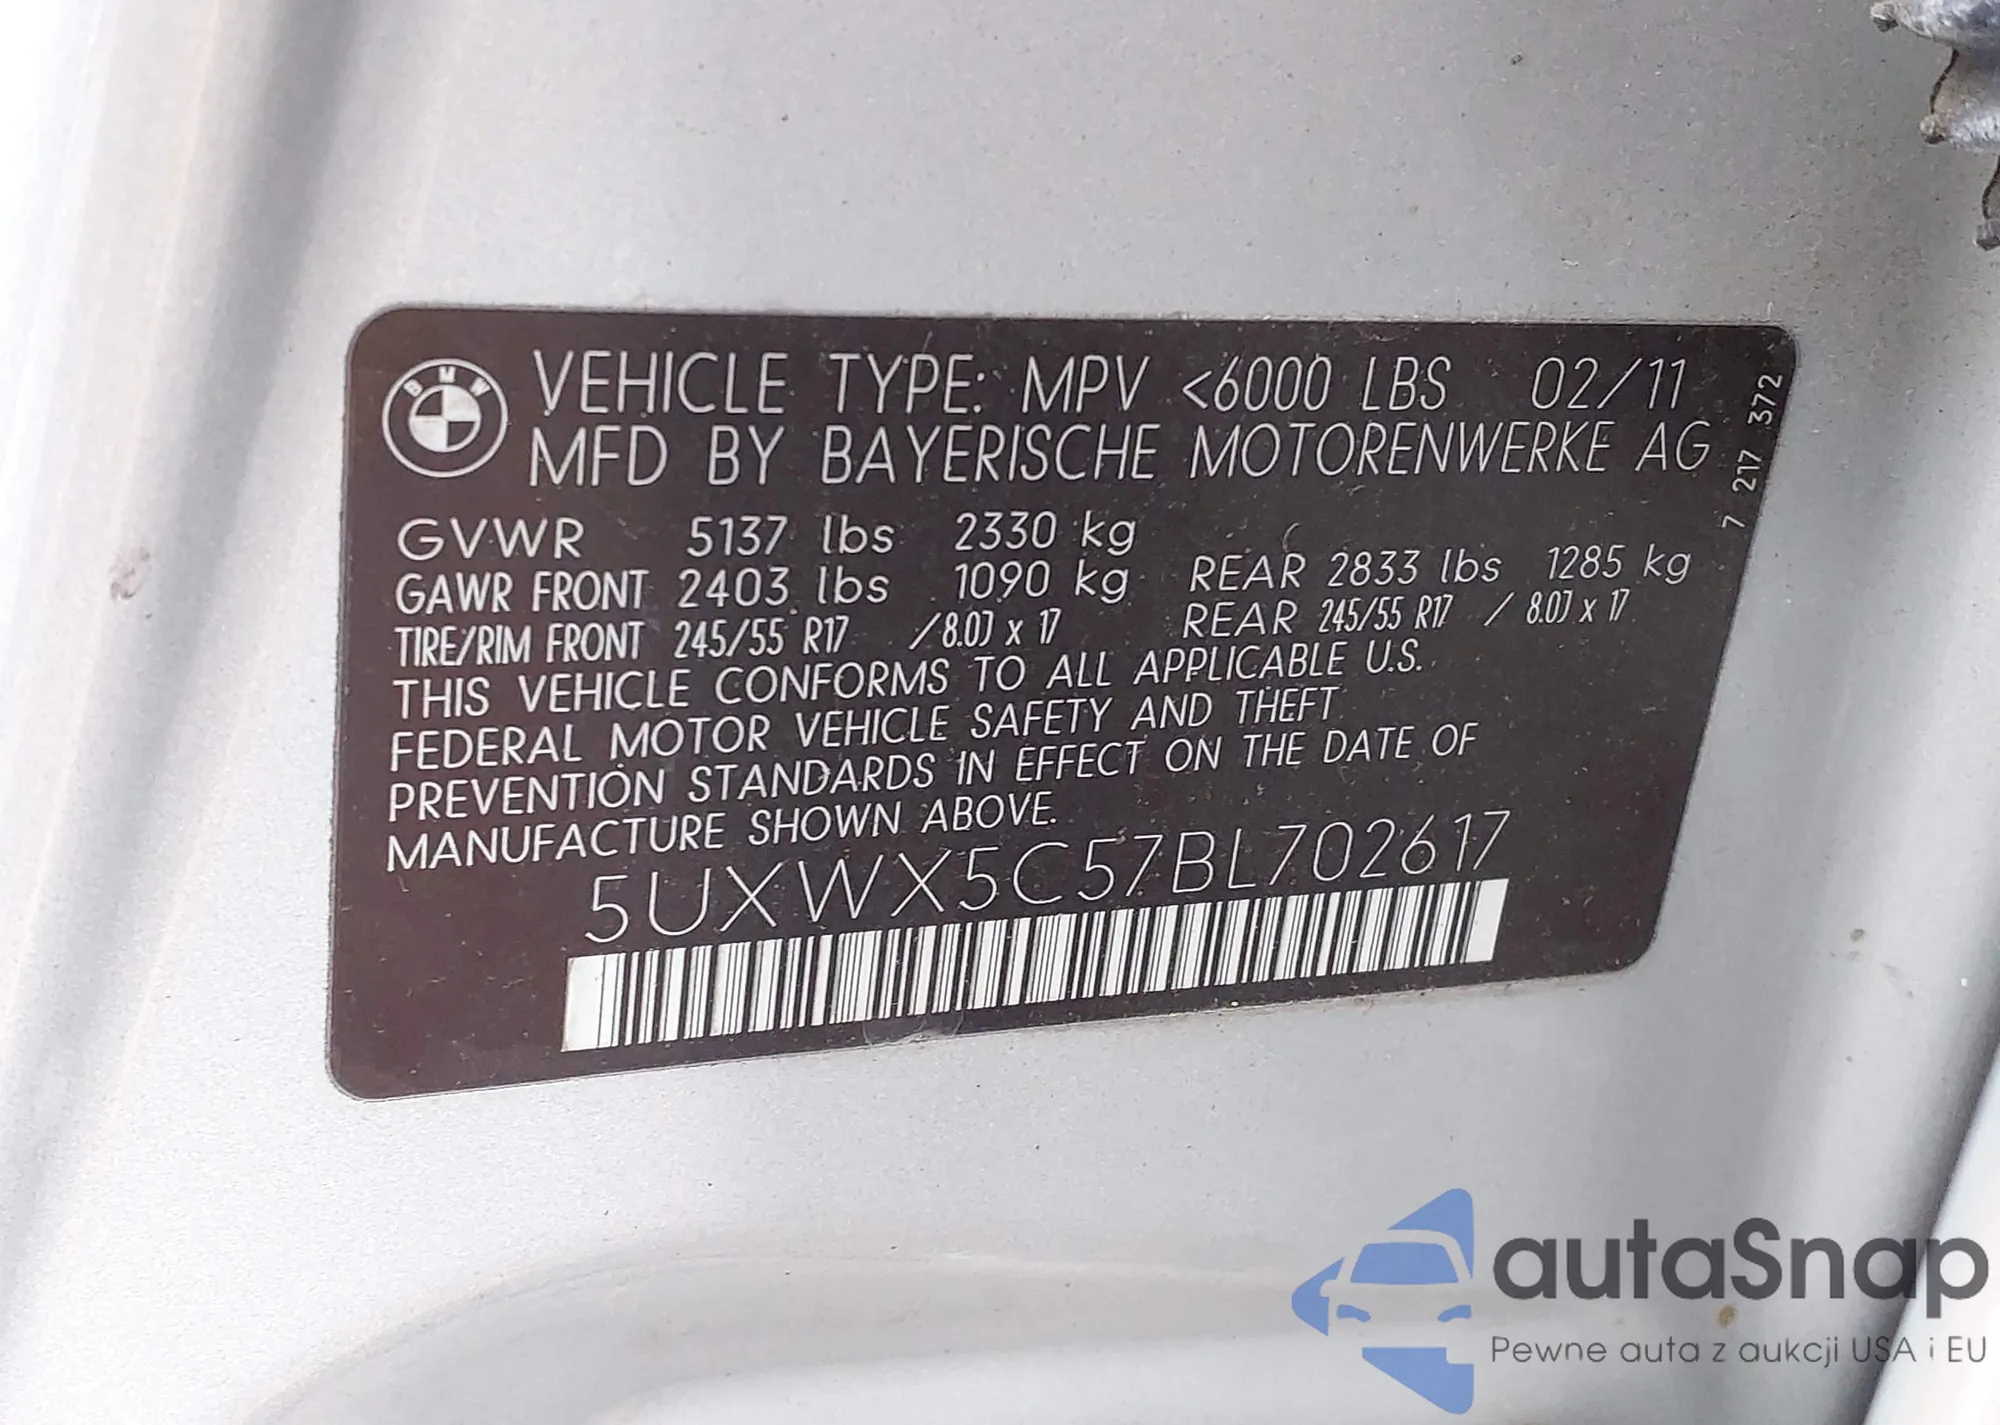 BMW
VEHICLE TYPE: MPV <6000 LBS 02/11
MFD BY BAYERISCHE MOTORENWERKE AG
7 217 372
GVWR 5137 lbs 2330 kg
GAWR FRONT 2403 lbs 1090 kg REAR 2833 lbs 1285 kg
TIRE/RIM FRONT 245/55 R17 /8.0J x 17 REAR 245/55 R17 / 8.0J x 17
THIS VEHICLE CONFORMS TO ALL APPLICABLE U.S.
FEDERAL MOTOR VEHICLE SAFETY AND THEFT
PREVENTION STANDARDS IN EFFECT ON THE DATE OF
MANUFACTURE SHOWN ABOVE.
5UXWX5C57BL702617
autaSnap
Pewne auta z aukcji USA i EU